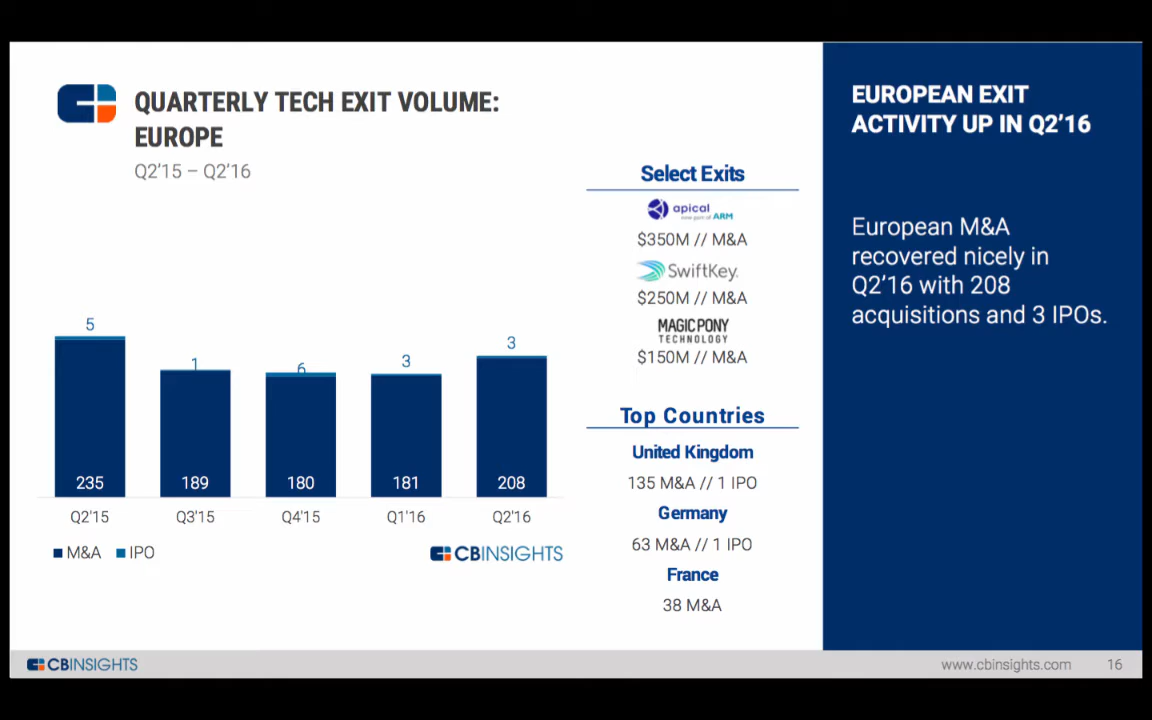 QUARTERLY TECH EXIT VOLUME:
EUROPE
Q2’15 – Q2’16
5
1
6
3
3
235
189
180
181
208
Q2'15
Q3'15
Q4'15
Q1'16
Q2'16
M&A
IPO
CBINSIGHTS
Select Exits
apical
now part of ARM
$350M // M&A
SwiftKey
$250M // M&A
MAGIC PONY
TECHNOLOGY
$150M // M&A
Top Countries
United Kingdom
135 M&A // 1 IPO
Germany
63 M&A // 1 IPO
France
38 M&A
EUROPEAN EXIT
ACTIVITY UP IN Q2’16
European M&A
recovered nicely in
Q2’16 with 208
acquisitions and 3 IPOs.
CBINSIGHTS
www.cbinsights.com
16